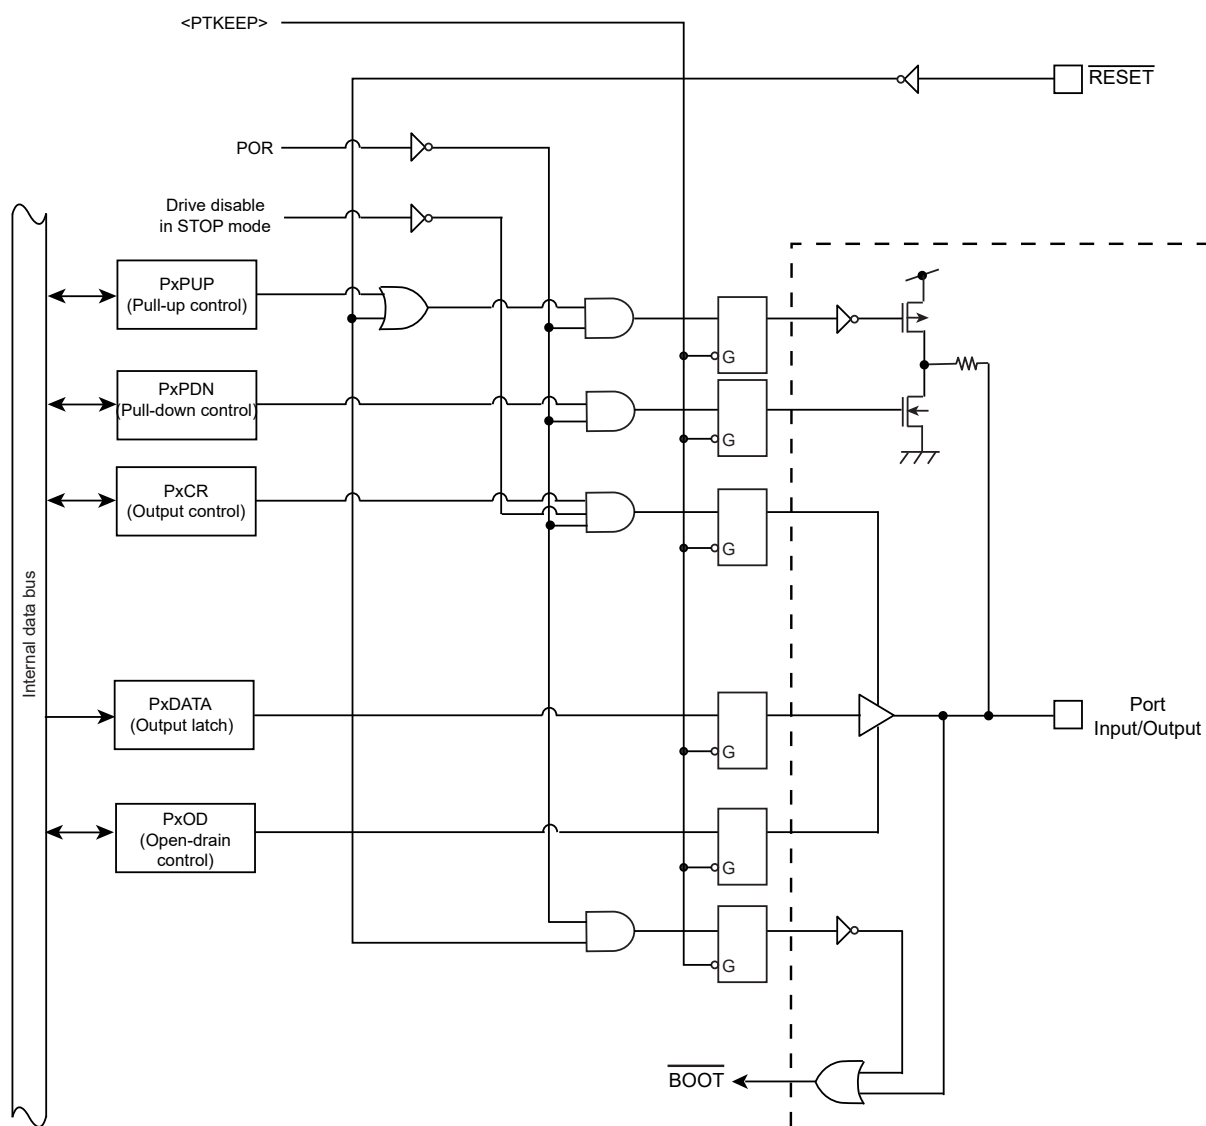 <PTKEEP>
RESET
POR
Drive disable
in STOP mode
PxPUP
(Pull-up control)
G
PxPDN
(Pull-down control)
G
PxCR
(Output control)
G
Internal data bus
PxDATA
(Output latch)
G
Port
Input/Output
PxOD
(Open-drain
control)
G
G
BOOT